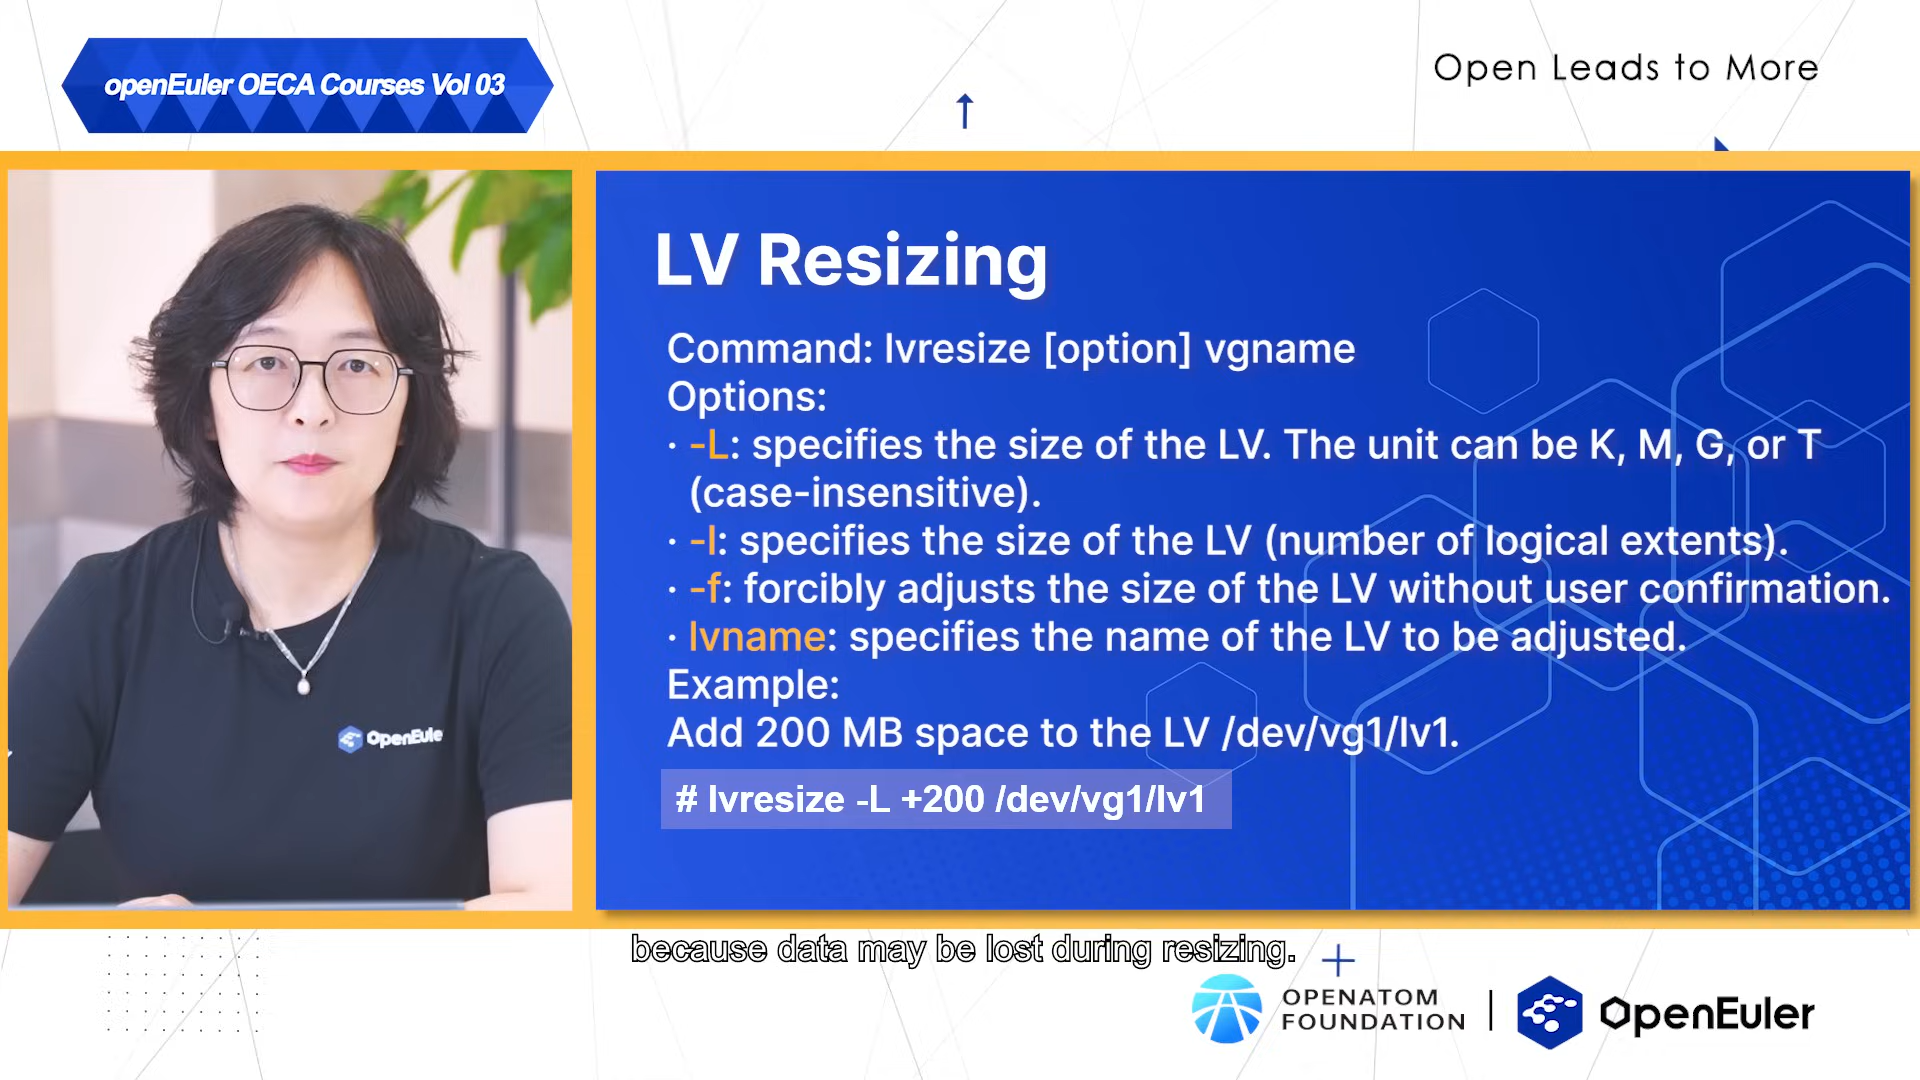 openEuler OECA Courses Vol 03
Open Leads to More
LV Resizing
Command: lvresize [option] vgname
Options:
· -L: specifies the size of the LV. The unit can be K, M, G, or T
(case-insensitive).
· -l: specifies the size of the LV (number of logical extents).
· -f: forcibly adjusts the size of the LV without user confirmation.
· lvname: specifies the name of the LV to be adjusted.
Example:
Add 200 MB space to the LV /dev/vg1/lv1.
# lvresize -L +200 /dev/vg1/lv1
OpenEuler
because data may be lost during resizing.
OPENATOM
FOUNDATION
OpenEuler